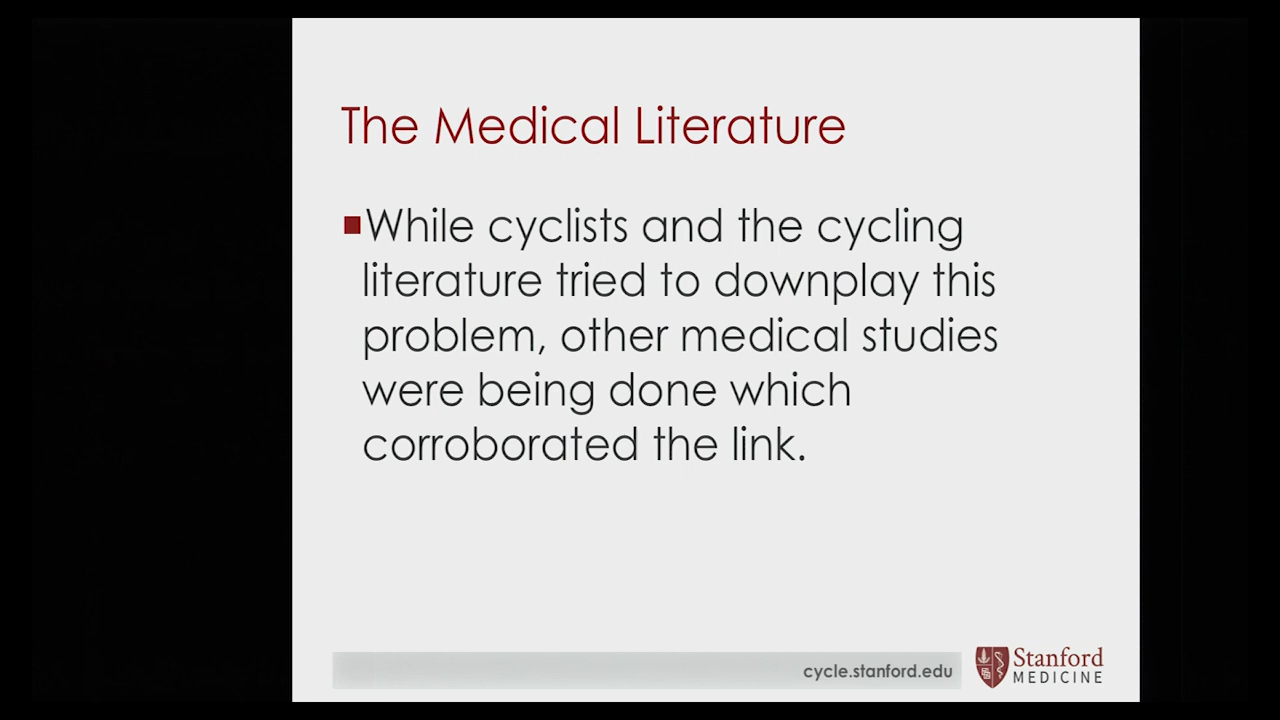 The Medical Literature
While cyclists and the cycling
literature tried to downplay this
problem, other medical studies
were being done which
corroborated the link.
cycle.stanford.edu
Stanford
MEDICINE